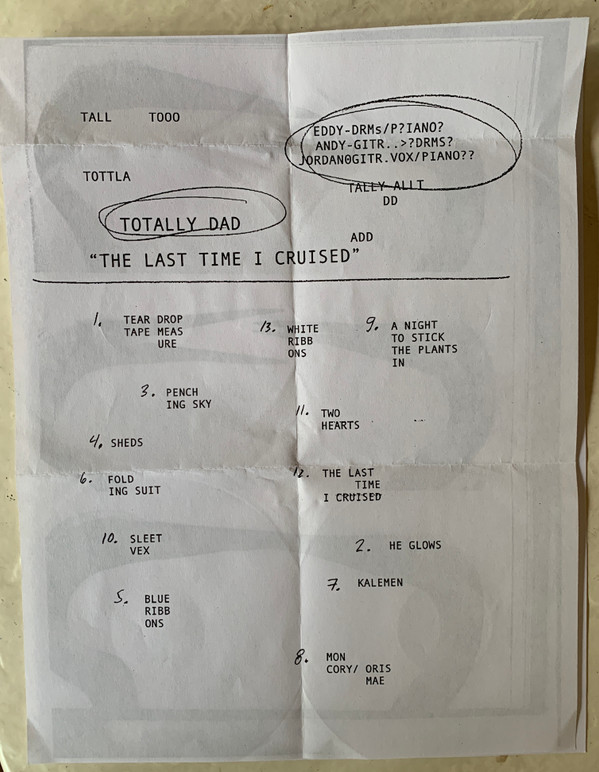 TALL TOOO
EDDY-DRMs/P?IANO?
ANDY-GITR..>?DRMS?
JORDAN0GITR.VOX/PIANO??
TOTTLA
TALLY ALLT
DD
TOTALLY DAD
ADD
“THE LAST TIME I CRUISED”
1. TEAR DROP
TAPE MEAS
URE
13. WHITE
RIBB
ONS
9. A NIGHT
TO STICK
THE PLANTS
IN
3. PENCH
ING SKY
11. TWO
HEARTS
4. SHEDS
6. FOLD
ING SUIT
12. THE LAST
TIME
I CRUISED
10. SLEET
VEX
2. HE GLOWS
7. KALEMEN
5. BLUE
RIBB
ONS
8. MON
CORY/ ORIS
MAE